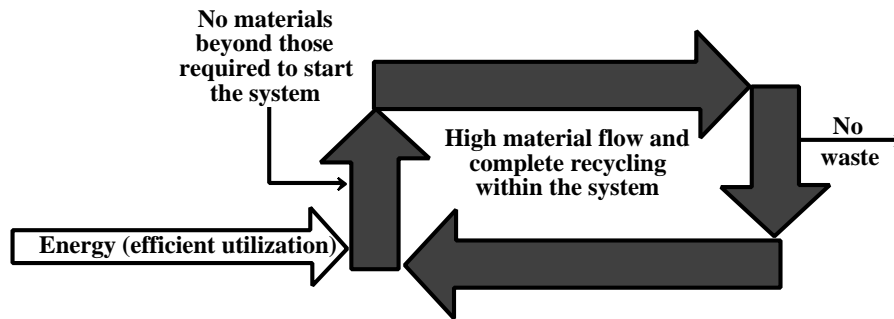 No materials
beyond those
required to start
the system
High material flow and
complete recycling
within the system
No
waste
Energy (efficient utilization)